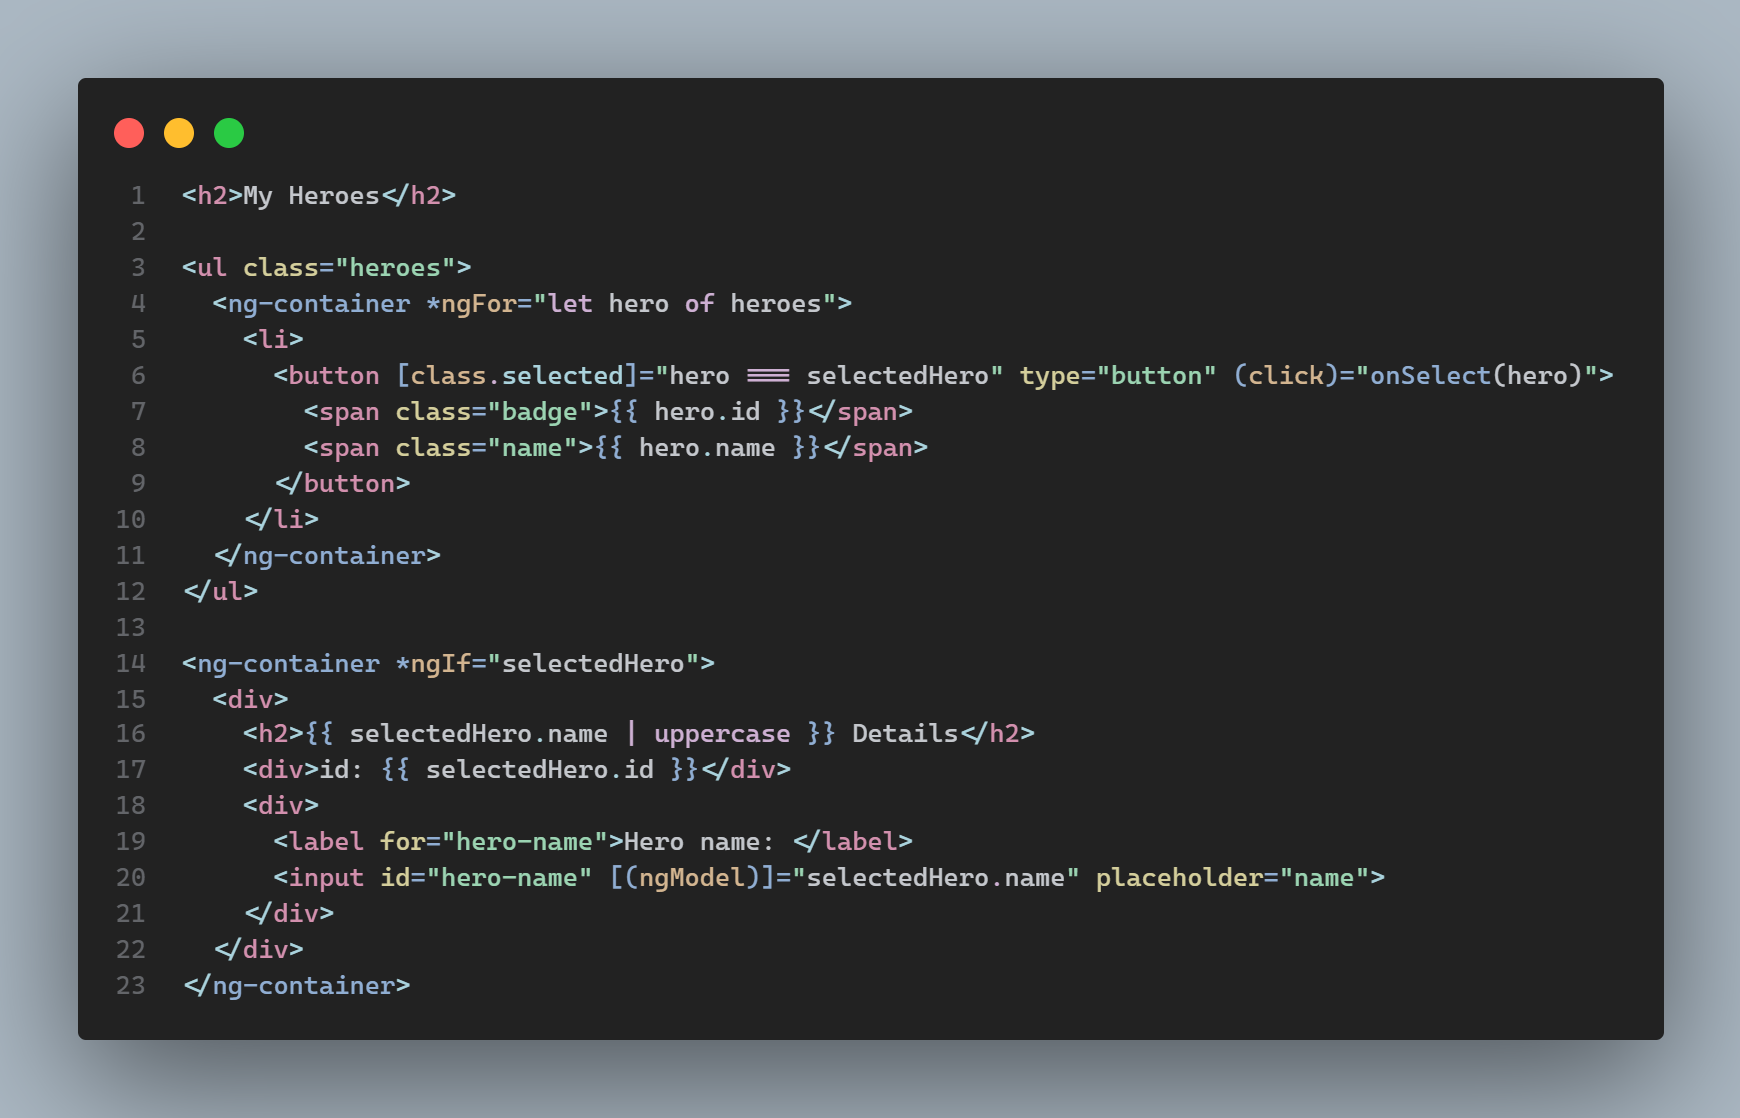 1 <h2>My Heroes</h2>
2
3 <ul class="heroes">
4   <ng-container *ngFor="let hero of heroes">
5     <li>
6       <button [class.selected]="hero === selectedHero" type="button" (click)="onSelect(hero)">
7         <span class="badge">{{ hero.id }}</span>
8         <span class="name">{{ hero.name }}</span>
9       </button>
10     </li>
11   </ng-container>
12 </ul>
13
14 <ng-container *ngIf="selectedHero">
15   <div>
16     <h2>{{ selectedHero.name | uppercase }} Details</h2>
17     <div>id: {{ selectedHero.id }}</div>
18     <div>
19       <label for="hero-name">Hero name: </label>
20       <input id="hero-name" [(ngModel)]="selectedHero.name" placeholder="name">
21     </div>
22   </div>
23 </ng-container>